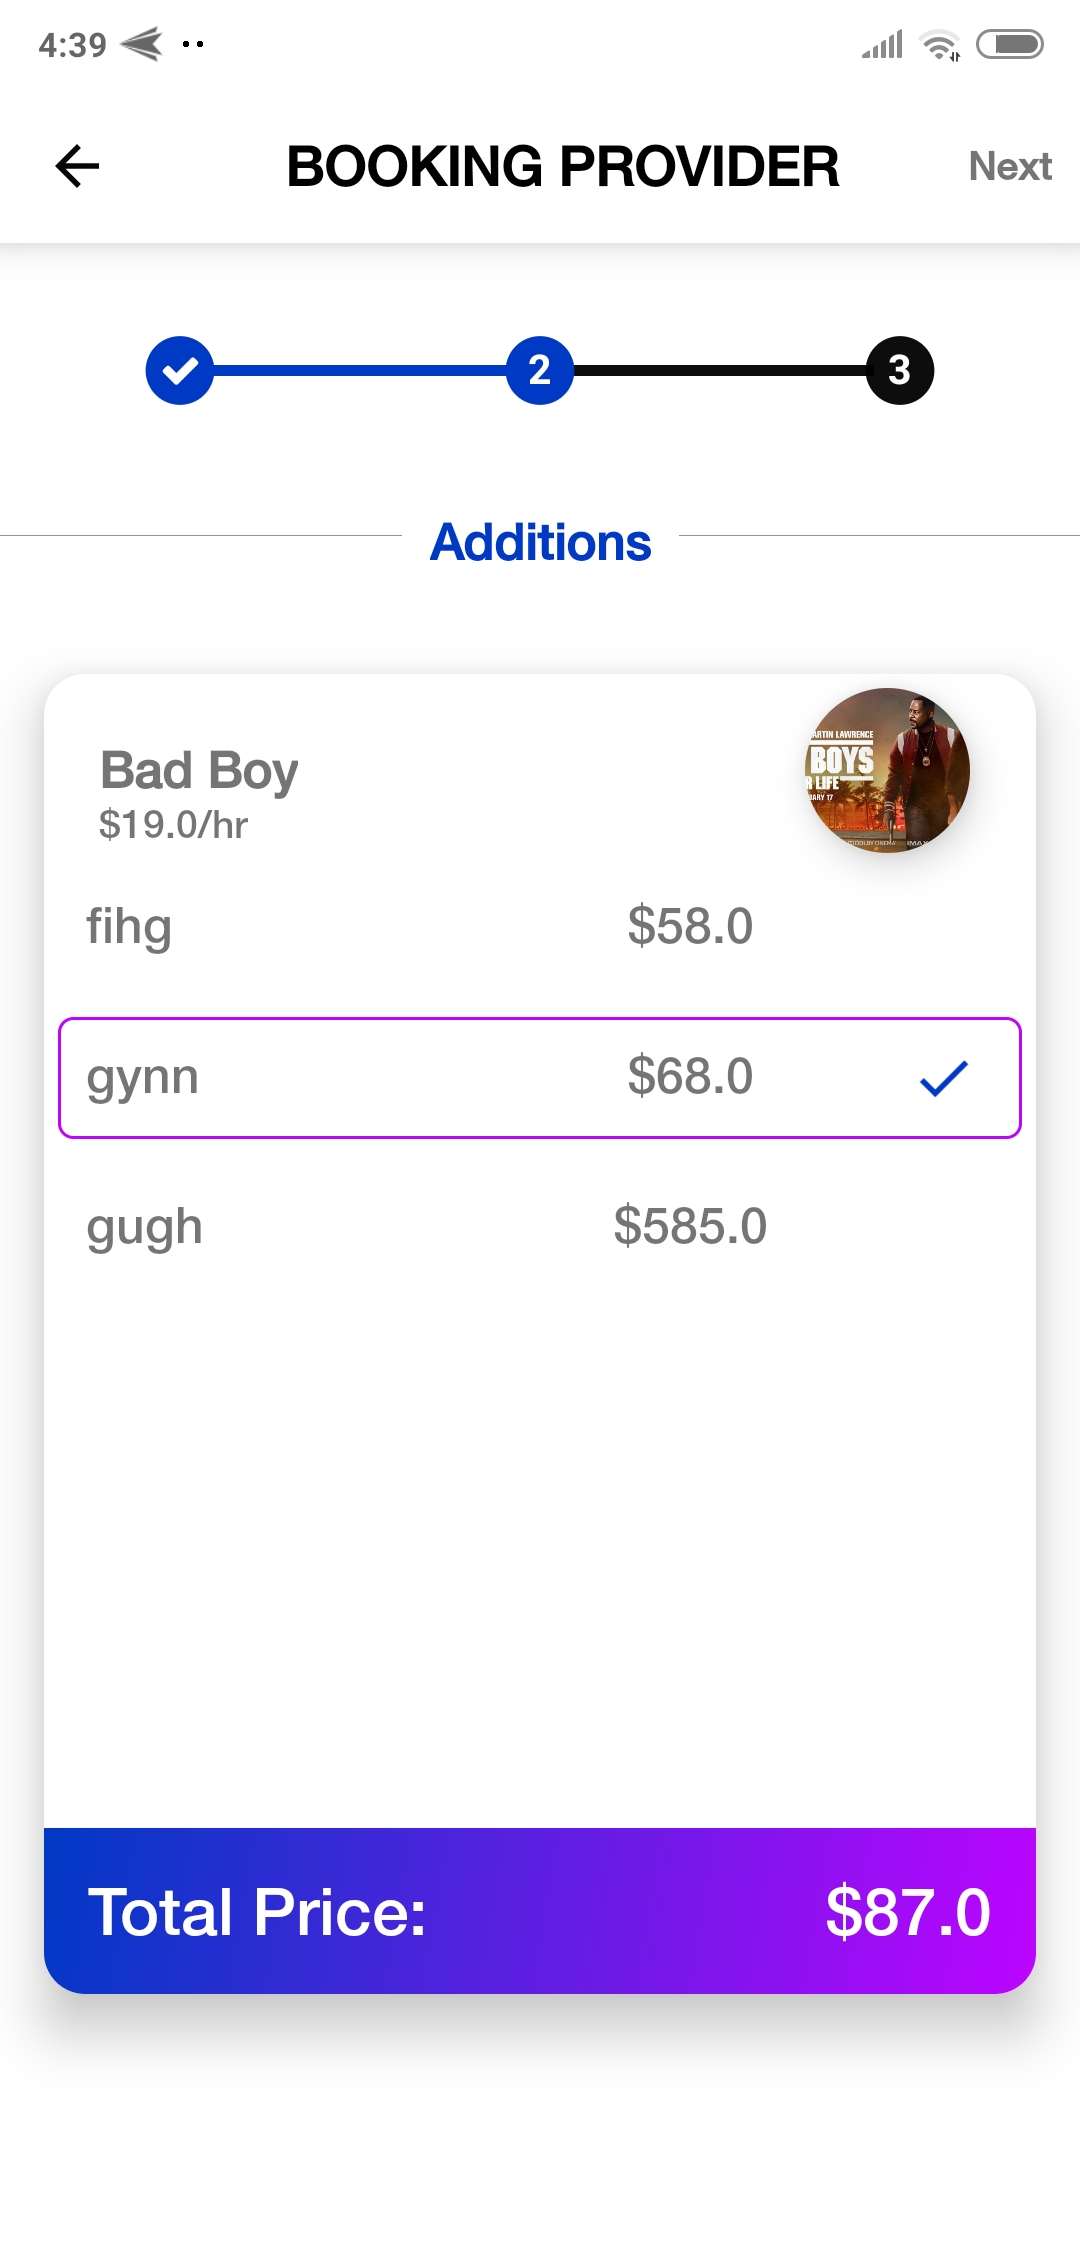 4:39
BOOKING PROVIDER
Next
2
3
Additions
Bad Boy
$19.0/hr
ARTIN LAWRENCE
BOYS
R LIFE
UARY 17
fihg $58.0
gynn $68.0
gugh $585.0
Total Price: $87.0